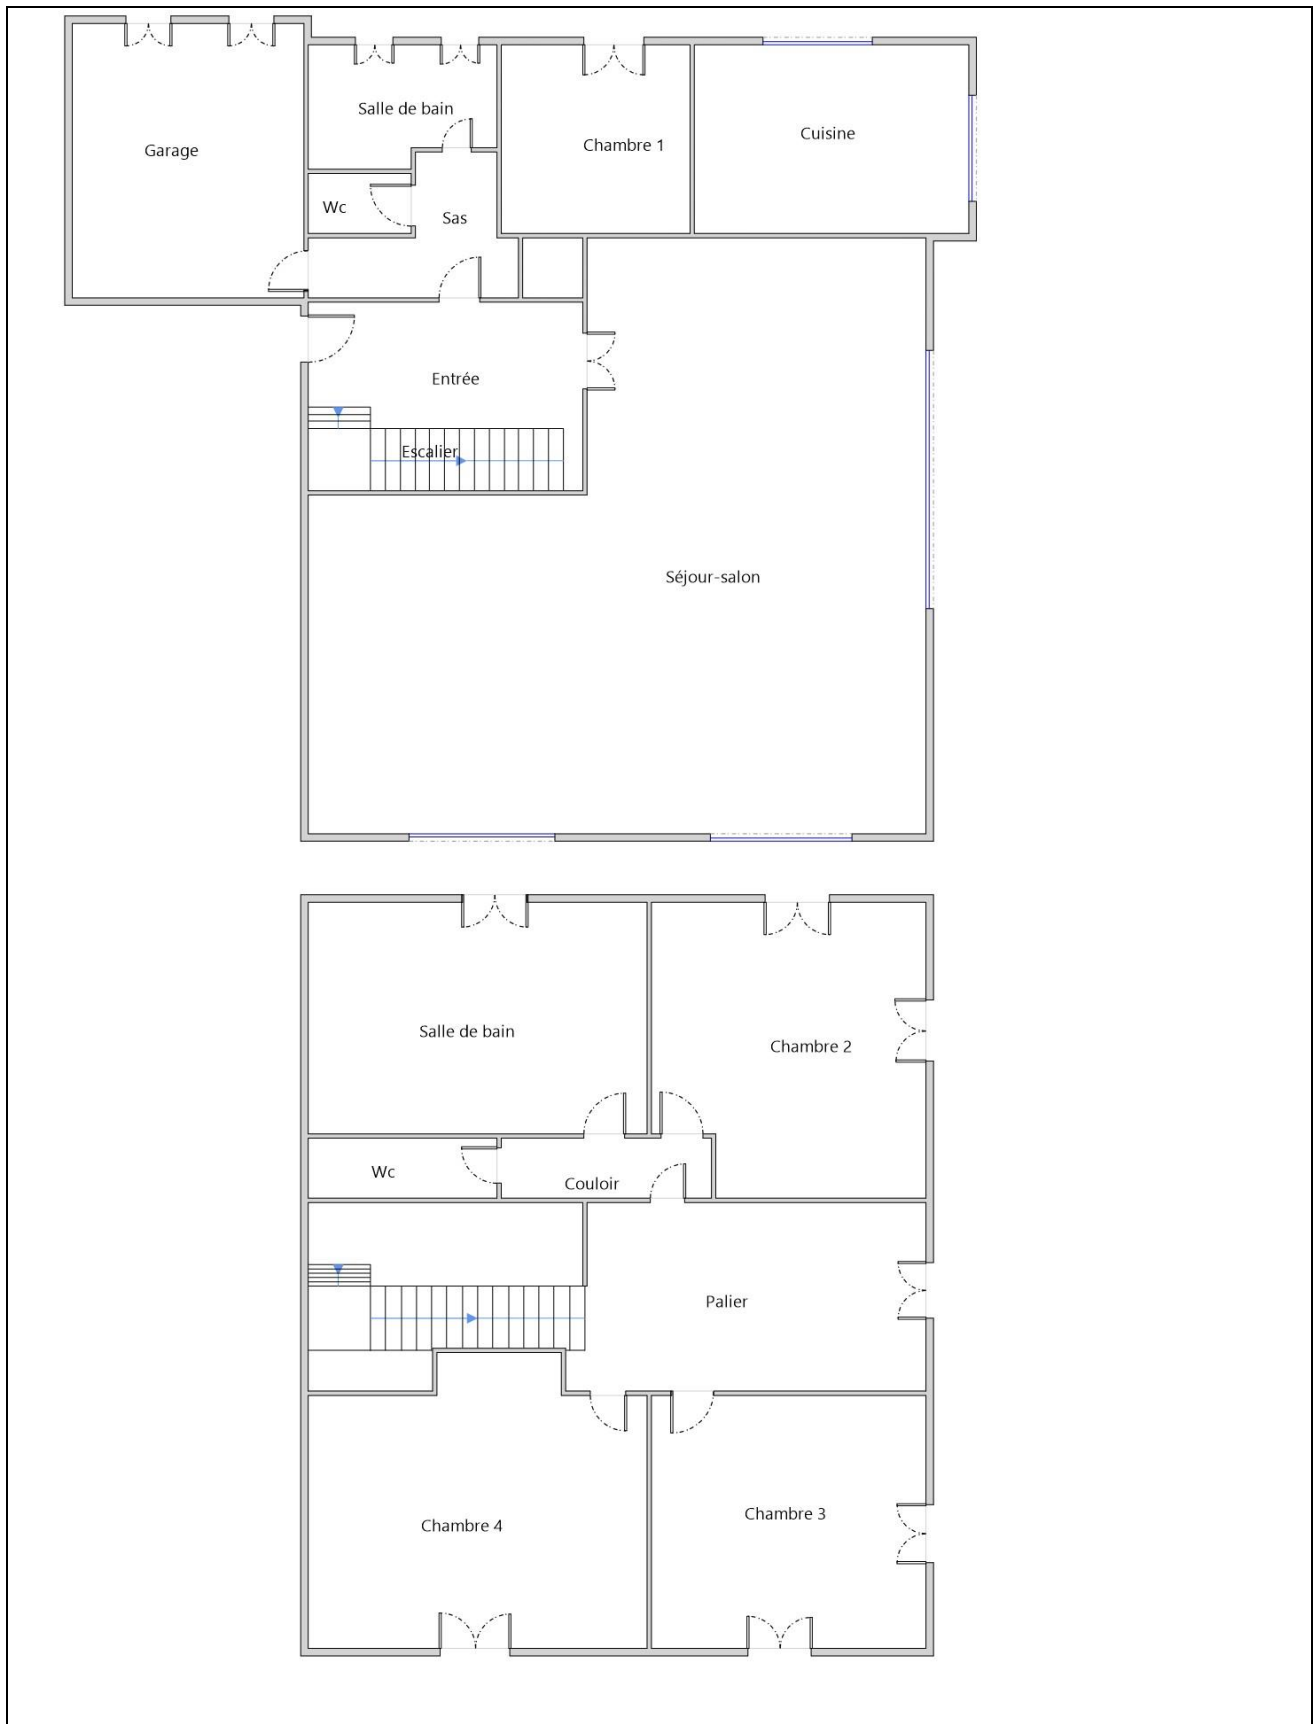 Salle de bain
Garage
Chambre 1
Cuisine
Wc
Sas
Entrée
Escalier
Séjour-salon
Salle de bain
Chambre 2
Wc
Couloir
Palier
Chambre 4
Chambre 3